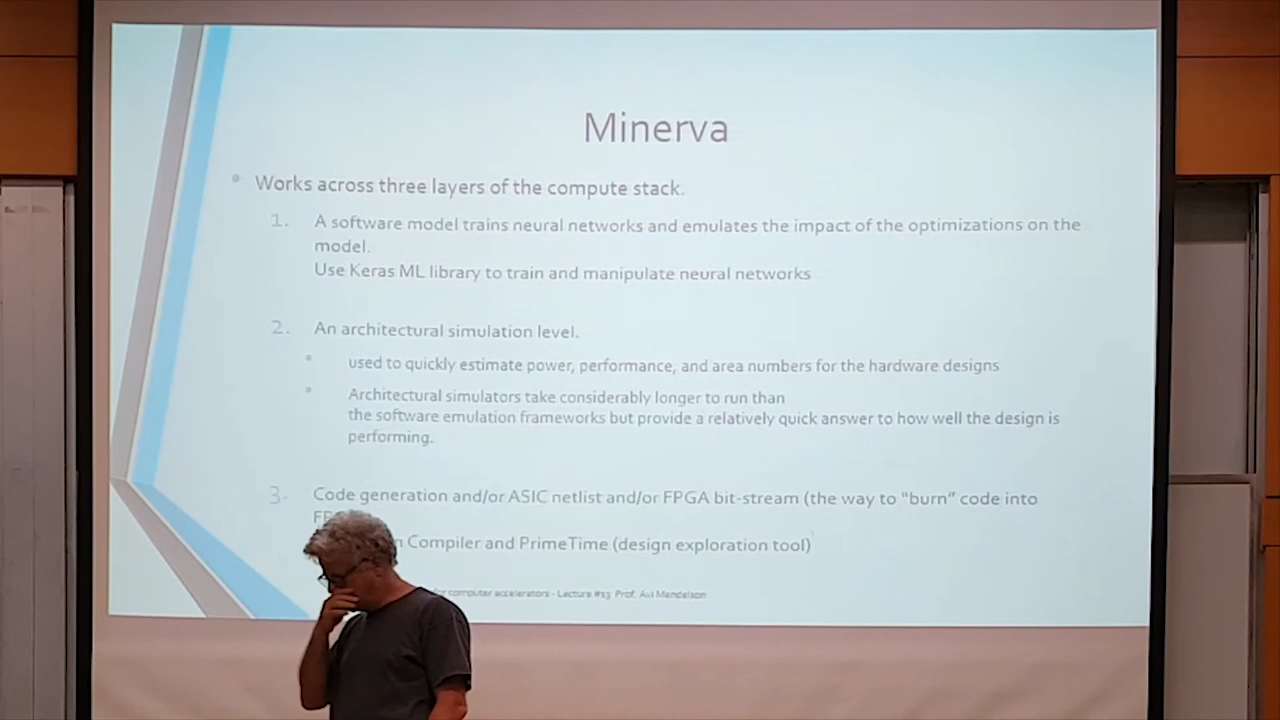 Minerva
Works across three layers of the compute stack.
1. A software model trains neural networks and emulates the impact of the optimizations on the
model.
Use Keras ML library to train and manipulate neural networks
2. An architectural simulation level.
used to quickly estimate power, performance, and area numbers for the hardware designs
Architectural simulators take considerably longer to run than
the software emulation frameworks but provide a relatively quick answer to how well the design is
performing.
3. Code generation and/or ASIC netlist and/or FPGA bit-stream (the way to "burn" code into
Compiler and PrimeTime (design exploration tool)
computer accelerators - Lecture #13 Prof. Avi Mendelson